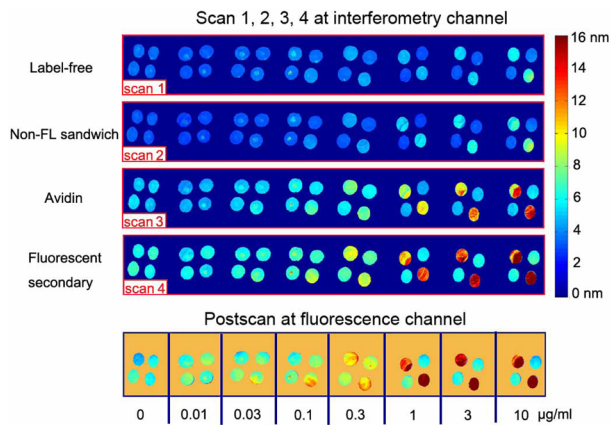 Scan 1, 2, 3, 4 at interferometry channel
16 nm
Label-free
scan 1
14
12
Non-FL sandwich
scan 2
10
8
Avidin
scan 3
6
4
Fluorescent
secondary
scan 4
2
0 nm
Postscan at fluorescence channel
0 0.01 0.03 0.1 0.3 1 3 10 µg/ml